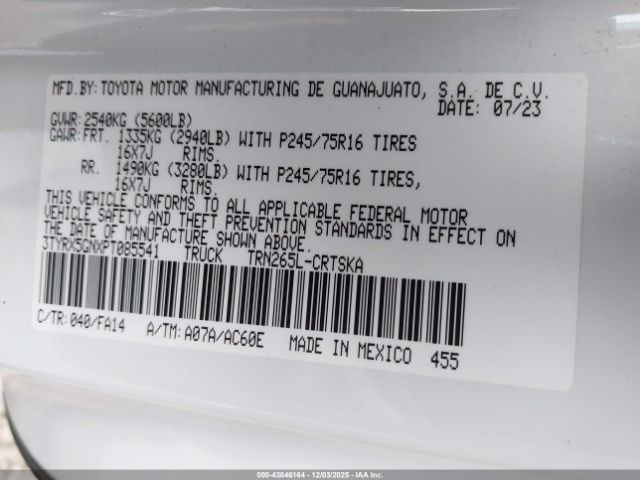 MFD.BY:TOYOTA MOTOR MANUFACTURING DE GUANAJUATO, S.A. DE C.V.
DATE: 07/23
GVWR:2540KG (5600LB)
GAWR:FRT. 1335KG (2940LB) WITH P245/75R16 TIRES
16X7J RIMS.
RR. 1490KG (3280LB) WITH P245/75R16 TIRES,
16X7J RIMS.
THIS VEHICLE CONFORMS TO ALL APPLICABLE FEDERAL MOTOR
VEHICLE SAFETY AND THEFT PREVENTION STANDARDS IN EFFECT ON
THE DATE OF MANUFACTURE SHOWN ABOVE.
3TYRX5GNXPT085541 TRUCK TRN265L-CRTSKA
C/TR:040/FA14 A/TM:A07A/AC60E MADE IN MEXICO 455
000-43846164 - 12/03/2025 - IAAI.COM